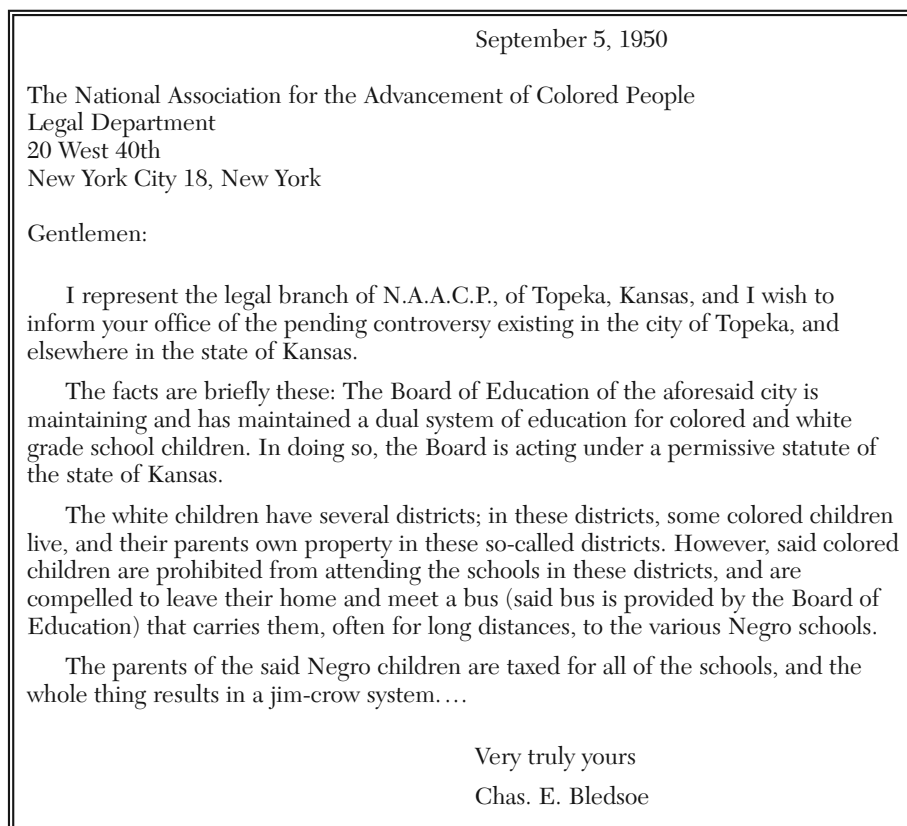 September 5, 1950
The National Association for the Advancement of Colored People
Legal Department
20 West 40th
New York City 18, New York
Gentlemen:
I represent the legal branch of N.A.A.C.P., of Topeka, Kansas, and I wish to
inform your office of the pending controversy existing in the city of Topeka, and
elsewhere in the state of Kansas.
The facts are briefly these: The Board of Education of the aforesaid city is
maintaining and has maintained a dual system of education for colored and white
grade school children. In doing so, the Board is acting under a permissive statute of
the state of Kansas.
The white children have several districts; in these districts, some colored children
live, and their parents own property in these so-called districts. However, said colored
children are prohibited from attending the schools in these districts, and are
compelled to leave their home and meet a bus (said bus is provided by the Board of
Education) that carries them, often for long distances, to the various Negro schools.
The parents of the said Negro children are taxed for all of the schools, and the
whole thing results in a jim-crow system....
Very truly yours
Chas. E. Bledsoe